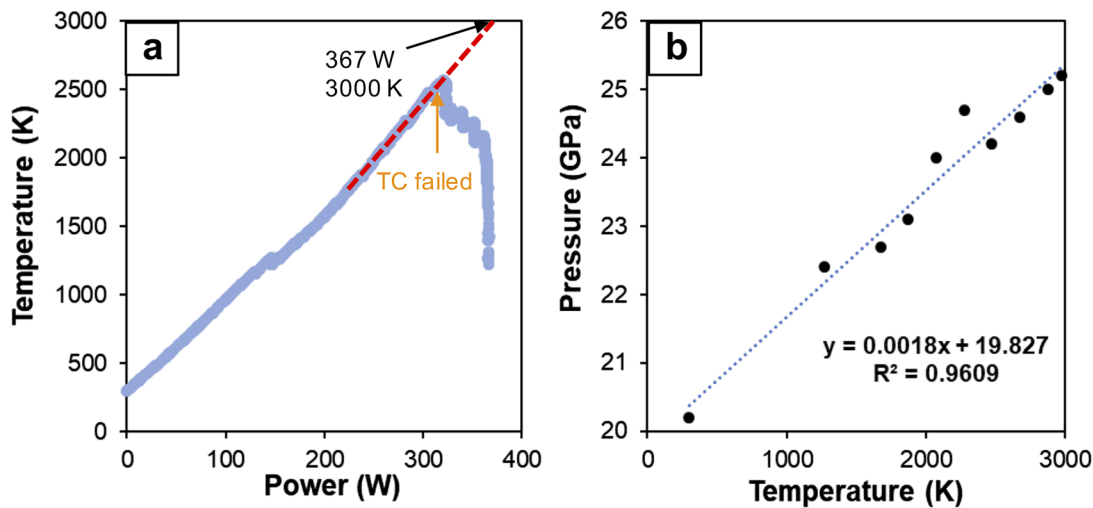 a
3000
2500
2000
1500
1000
500
0
Temperature (K)
367 W
3000 K
TC failed
0
100
200
300
400
Power (W)
b
26
25
24
23
22
21
20
Pressure (GPa)
y = 0.0018x + 19.827
R² = 0.9609
0
1000
2000
3000
Temperature (K)